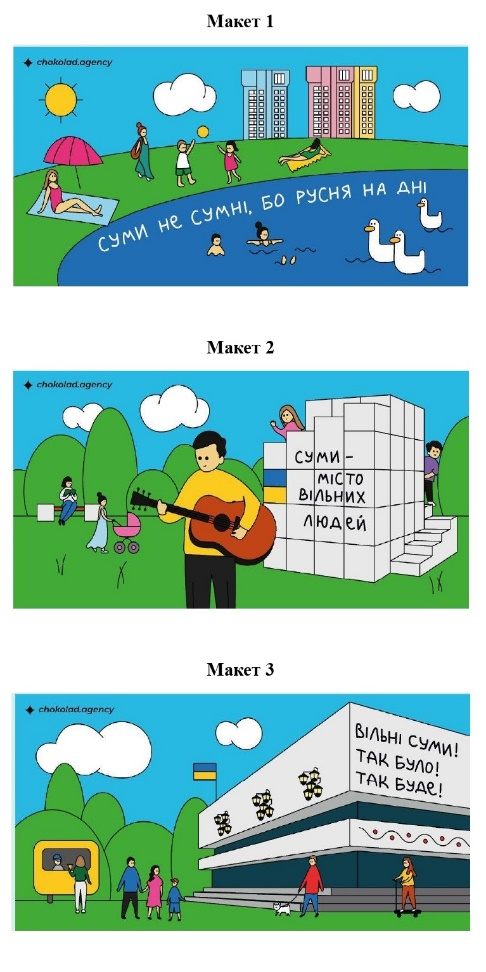 Макет 1
chokolad.agency
СУМИ НЕ СУМНІ, БО РУСНЯ НА ДНІ
Макет 2
chokolad.agency
СУМИ –
МІСТО
ВІЛЬНИХ
ЛЮДЕЙ
Макет 3
chokolad.agency
ВІЛЬНІ СУМИ!
ТАК БУЛО!
ТАК БУДЕ!